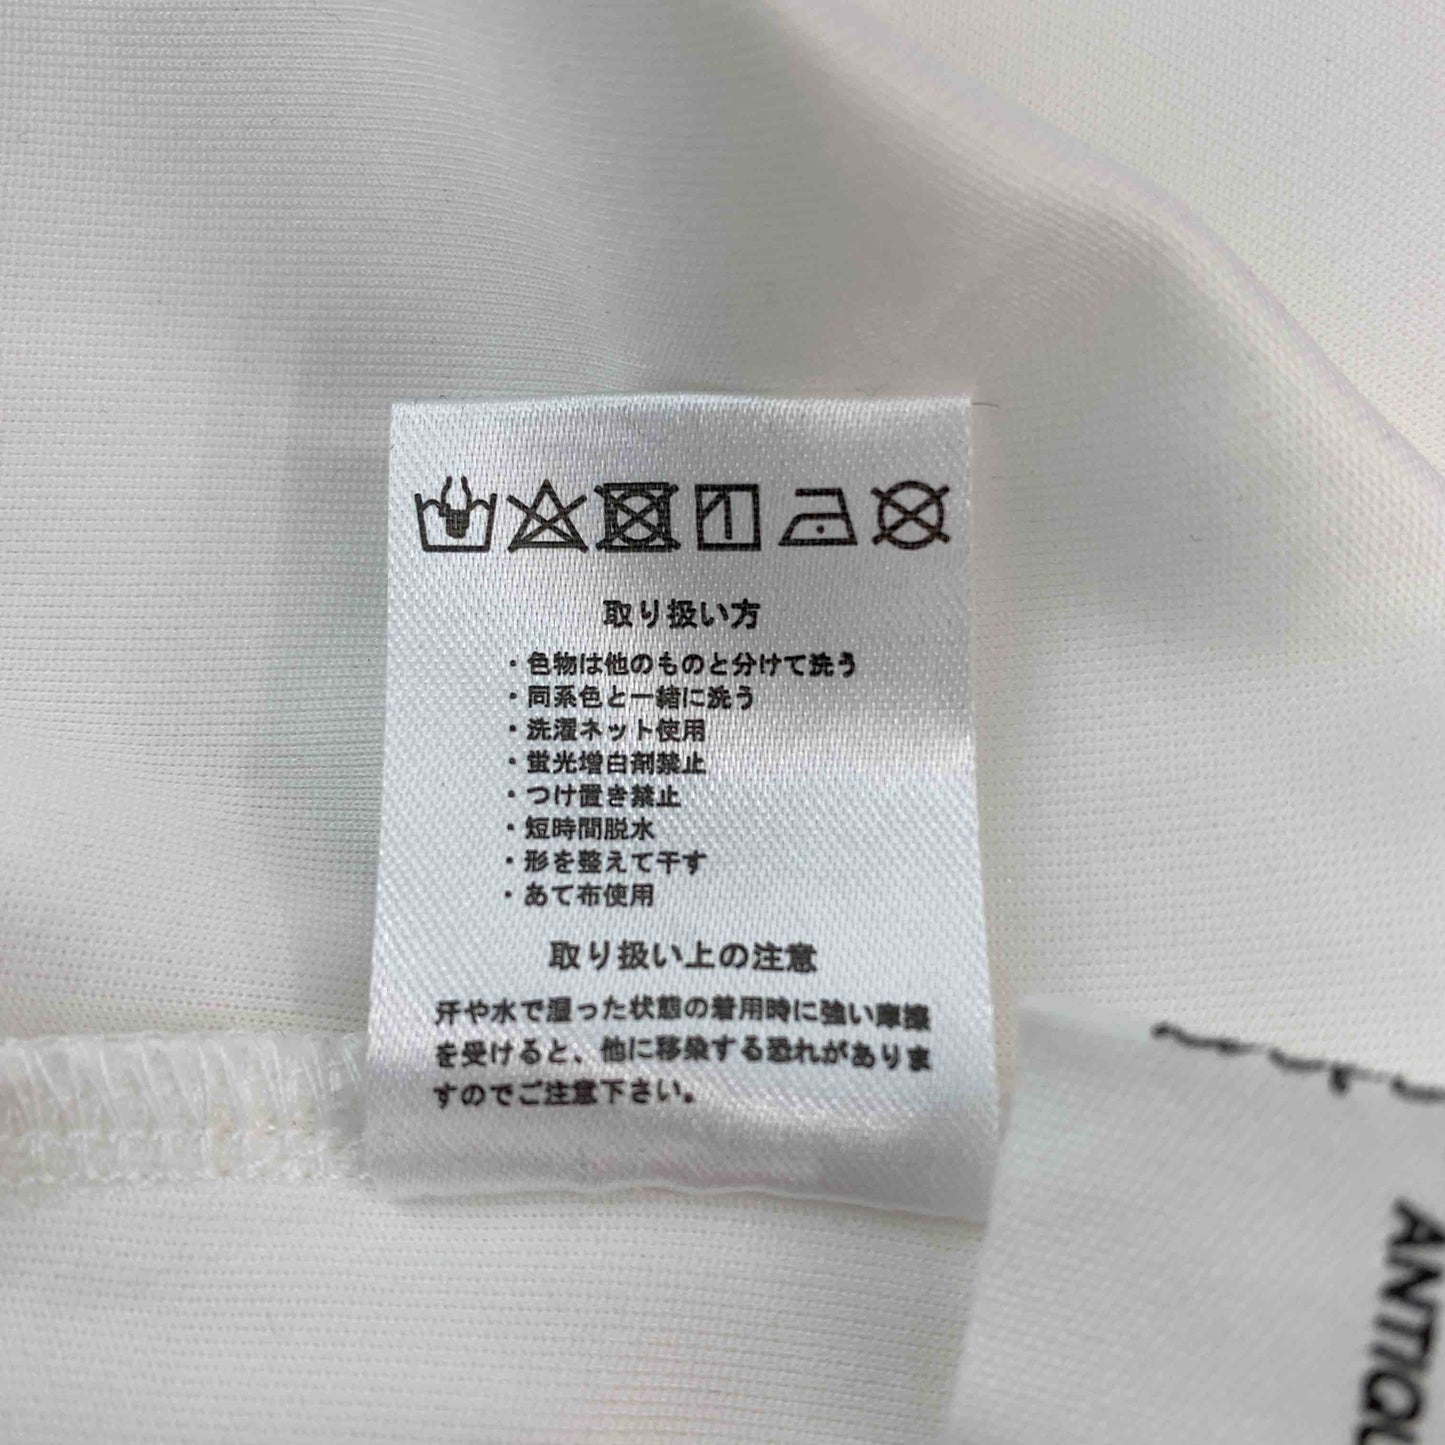 取り扱い方
・色物は他のものと分けて洗う
・同系色と一緒に洗う
・洗濯ネット使用
・蛍光増白剤禁止
・つけ置き禁止
・短時間脱水
・形を整えて干す
・あて布使用
取り扱い上の注意
汗や水で湿った状態の着用時に強い摩擦
を受けると、他に移染する恐れがありま
すのでご注意下さい。